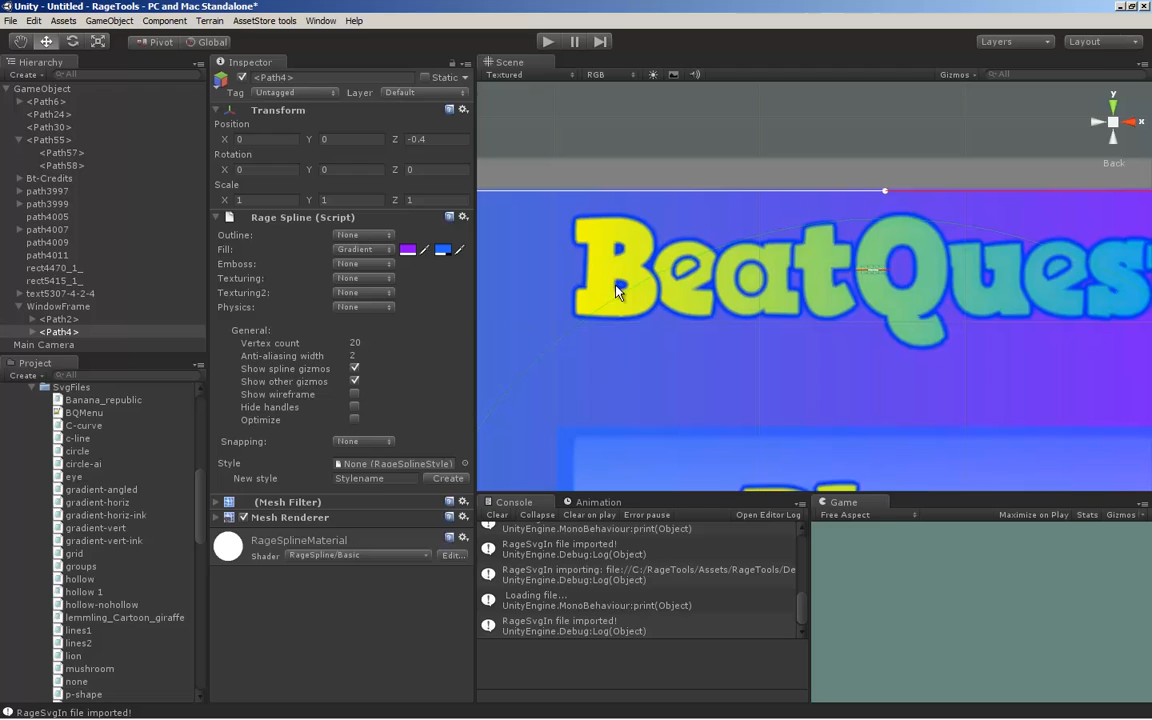 Unity - Untitled - RageTools - PC and Mac Standalone*
File Edit Assets GameObject Component Terrain AssetStore tools Window Help
Pivot Global Layers Layout
Hierarchy
Create All
GameObject
<Path6>
<Path24>
<Path30>
<Path55>
<Path57>
<Path58>
Bt-Credits
path3997
path3999
path4005
path4007
path4009
path4011
rect4470_1_
rect5415_1_
text5307-4-2-4
WindowFrame
<Path2>
<Path4>
Main Camera
Project
Create All
SvgFiles
Banana_republic
BQMenu
C-curve
c-line
circle
circle-ai
eye
gradient-angled
gradient-horiz
gradient-horiz-ink
gradient-vert
gradient-vert-ink
grid
groups
hollow
hollow 1
hollow-nohollow
lemmling_Cartoon_giraffe
lines1
lines2
lion
mushroom
none
p-shape
RageSvgIn file imported!
Inspector
<Path4> Static
Tag Untagged Layer Default
Transform
Position
X 0 Y 0 Z -0.4
Rotation
X 0 Y 0 Z 0
Scale
X 1 Y 1 Z 1
Rage Spline (Script)
Outline: None
Fill: Gradient
Emboss: None
Texturing: None
Texturing2: None
Physics: None
General:
Vertex count 20
Anti-aliasing width 2
Show spline gizmos
Show other gizmos
Show wireframe
Hide handles
Optimize
Snapping: None
Style None (RageSplineStyle)
New style Stylename Create
(Mesh Filter)
Mesh Renderer
RageSplineMaterial
Shader RageSpline/Basic Edit...
Scene
Textured RGB Gizmos All
y
x
Back
BeatQues
Console Animation
Clear Collapse Clear on play Error pause Open Editor Log
UnityEngine.MonoBehaviour:print(Object)
RageSvgIn file imported!
UnityEngine.Debug:Log(Object)
RageSvgIn importing: file://C:/RageTools/Assets/RageTools/De
UnityEngine.Debug:Log(Object)
Loading file...
UnityEngine.MonoBehaviour:print(Object)
RageSvgIn file imported!
UnityEngine.Debug:Log(Object)
Game
Free Aspect Maximize on Play Stats Gizmos